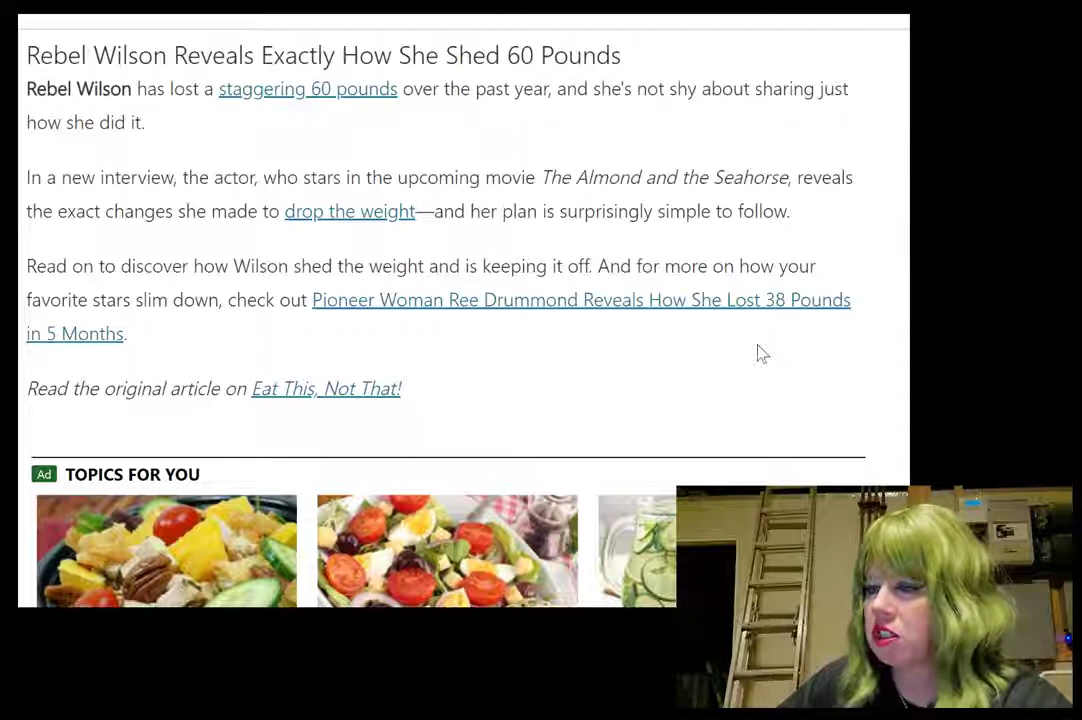 Rebel Wilson Reveals Exactly How She Shed 60 Pounds
Rebel Wilson has lost a staggering 60 pounds over the past year, and she's not shy about sharing just
how she did it.
In a new interview, the actor, who stars in the upcoming movie The Almond and the Seahorse, reveals
the exact changes she made to drop the weight—and her plan is surprisingly simple to follow.
Read on to discover how Wilson shed the weight and is keeping it off. And for more on how your
favorite stars slim down, check out Pioneer Woman Ree Drummond Reveals How She Lost 38 Pounds
in 5 Months.
Read the original article on Eat This, Not That!
Ad TOPICS FOR YOU